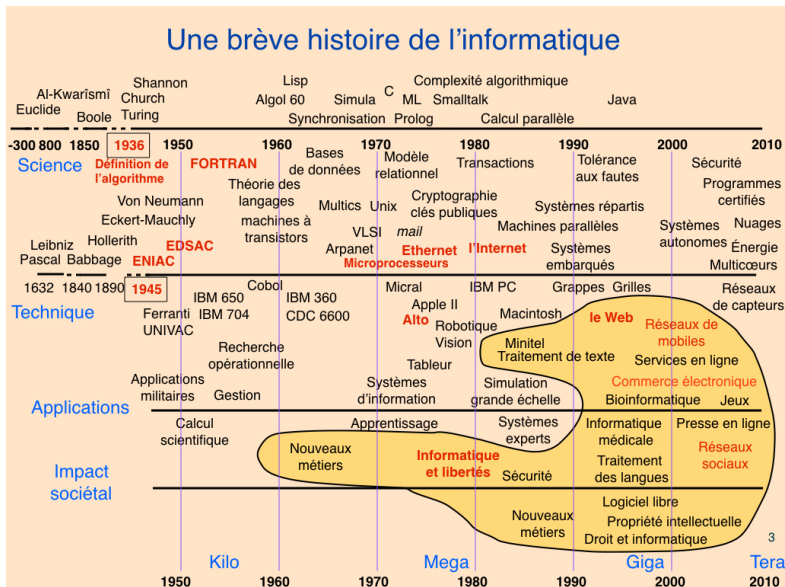 Une brève histoire de l'informatique
Shannon
Lisp
Complexité algorithmique
Al-Kwarîsmî
Church
Algol 60
Simula
C
ML
Smalltalk
Java
Euclide
Boole
Turing
Synchronisation
Prolog
Calcul parallèle
-300 800 1850 1936 1950 1960 1970 1980 1990 2000 2010
Science
Définition de
l'algorithme
FORTRAN
Bases
de données
Modèle
relationnel
Transactions
Tolérance
aux fautes
Sécurité
Théorie des
langages
Programmes
certifiés
Von Neumann
Multics
Unix
Cryptographie
clés publiques
Systèmes répartis
Eckert-Mauchly
machines à
transistors
VLSI
mail
Machines parallèles
Systèmes
autonomes
Nuages
Leibniz
Hollerith
EDSAC
Arpanet
Ethernet
l'Internet
Systèmes
embarqués
Énergie
Pascal
Babbage
ENIAC
Microprocesseurs
Multicœurs
1632 1840 1890 1945
Cobol
Micral
IBM PC
Grappes
Grilles
Réseaux
de capteurs
Technique
Ferranti
UNIVAC
IBM 650
IBM 704
IBM 360
CDC 6600
Apple II
Alto
Macintosh
le Web
Réseaux de
mobiles
Robotique
Vision
Minitel
Recherche
opérationnelle
Traitement de texte
Services en ligne
Tableur
Applications
militaires
Gestion
Systèmes
d'information
Simulation
grande échelle
Commerce électronique
Bioinformatique
Jeux
Applications
Calcul
scientifique
Apprentissage
Systèmes
experts
Informatique
médicale
Presse en ligne
Nouveaux
métiers
Informatique
et libertés
Traitement
des langues
Réseaux
sociaux
Impact
sociétal
Sécurité
Logiciel libre
Nouveaux
métiers
Propriété intellectuelle
Droit et informatique
3
Kilo
Mega
Giga
Tera
1950 1960 1970 1980 1990 2000 2010